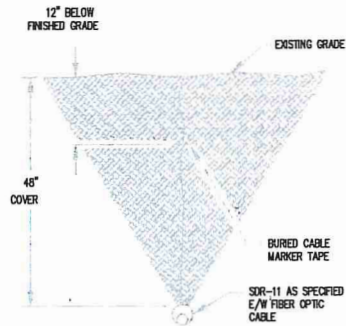 12" BELOW
FINISHED GRADE
EXISTING GRADE
48"
COVER
BURIED CABLE
MARKER TAPE
SDR-11 AS SPECIFIED
E/W FIBER OPTIC
CABLE